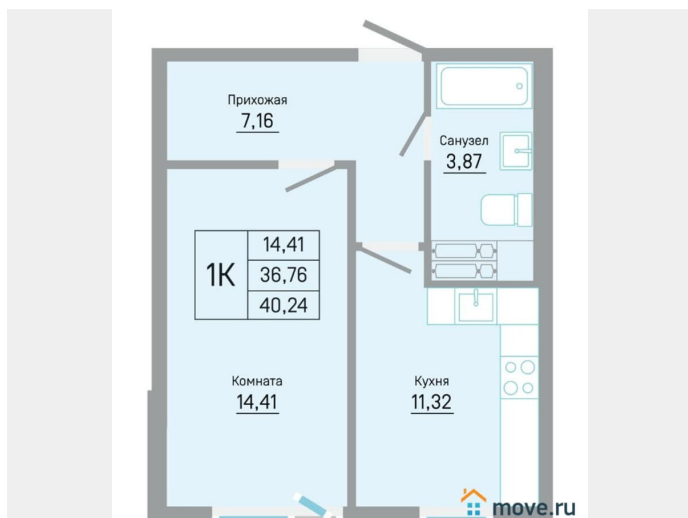 Прихожая
7,16
Санузел
3,87
1К
14,41
36,76
40,24
Комната
14,41
Кухня
11,32
move.ru